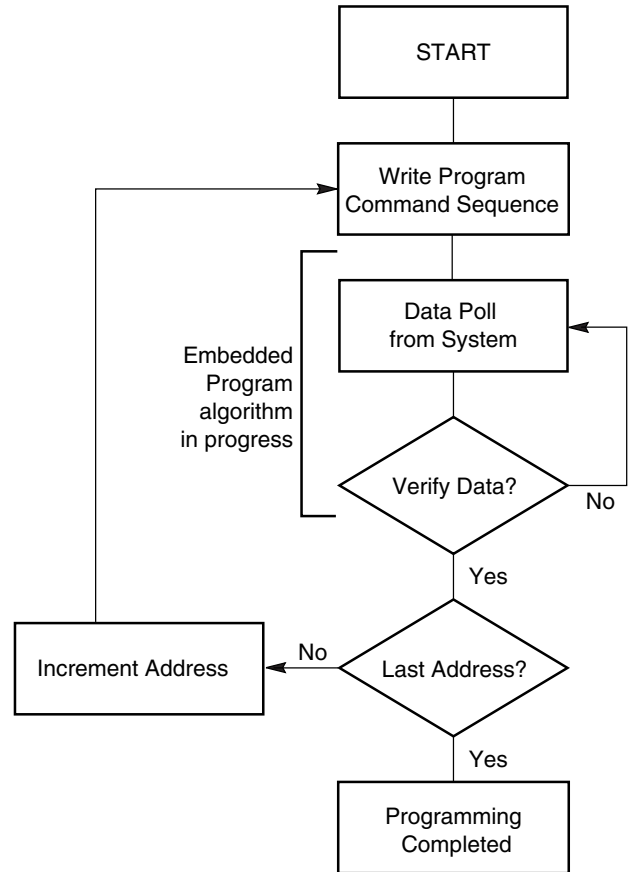 START
Write Program
Command Sequence
Data Poll
from System
Embedded
Program
algorithm
in progress
Verify Data?
No
Yes
Increment Address
No
Last Address?
Yes
Programming
Completed